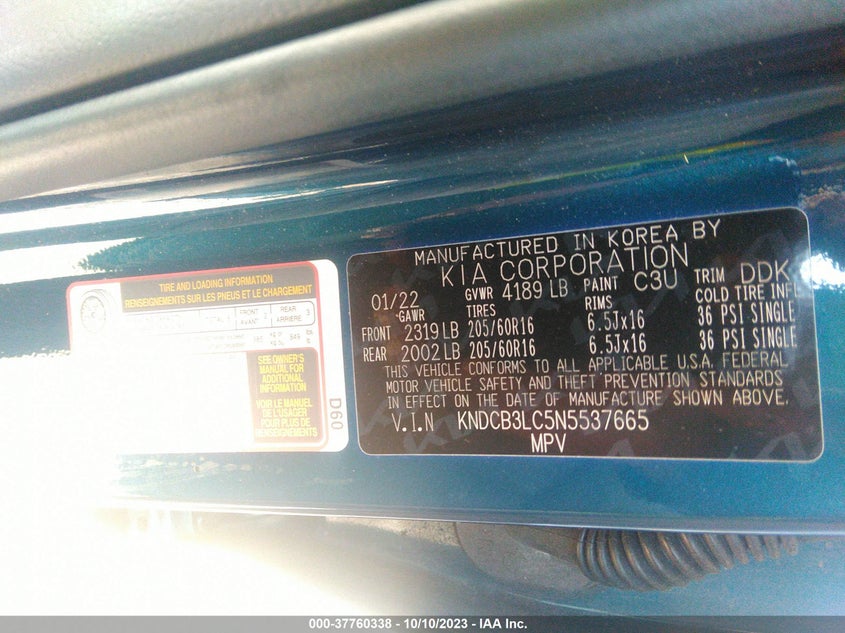 TIRE AND LOADING INFORMATION
RENSEIGNEMENTS SUR LES PNEUS ET LE CHARGEMENT
FRONT 2 REAR 3
AVANT ARRIERE
SEE OWNER'S
MANUAL FOR
ADDITIONAL
INFORMATION
VOIR LE MANUEL
DE L'USAGER
POUR PLUS DE
RENSEIGNEMENTS
D60
MANUFACTURED IN KOREA BY
KIA CORPORATION
01/22 GVWR 4189 LB PAINT C3U TRIM DDK
GAWR TIRES RIMS COLD TIRE INFL
FRONT 2319 LB 205/60R16 6.5Jx16 36 PSI SINGLE
REAR 2002 LB 205/60R16 6.5Jx16 36 PSI SINGLE
THIS VEHICLE CONFORMS TO ALL APPLICABLE U.S.A. FEDERAL
MOTOR VEHICLE SAFETY AND THEFT PREVENTION STANDARDS
IN EFFECT ON THE DATE OF MANUFACTURE SHOWN ABOVE.
V.I.N KNDCB3LC5N5537665
MPV
000-37760338 - 10/10/2023 - IAA Inc.